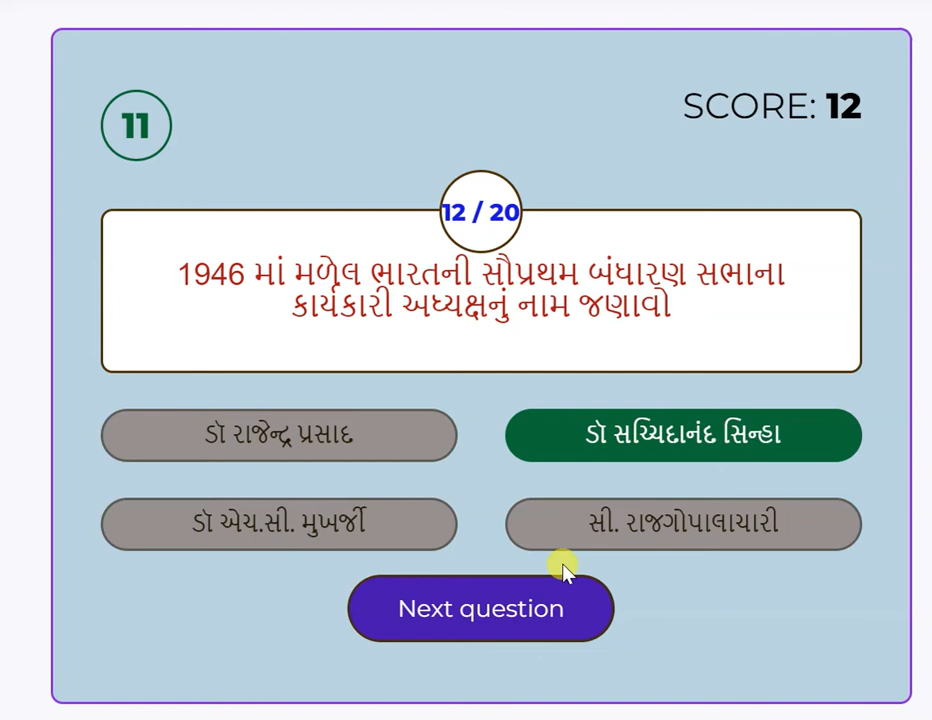 11
SCORE: 12
12 / 20
1946 માં મળેલ ભારતની સૌપ્રથમ બંધારણ સભાના
કાર્યકારી અધ્યક્ષનું નામ જણાવો
ડૉ રાજેન્દ્ર પ્રસાદ
ડૉ સચ્ચિદાનંદ સિન્હા
ડૉ એચ.સી. મુખર્જી
સી. રાજગોપાલાચારી
Next question